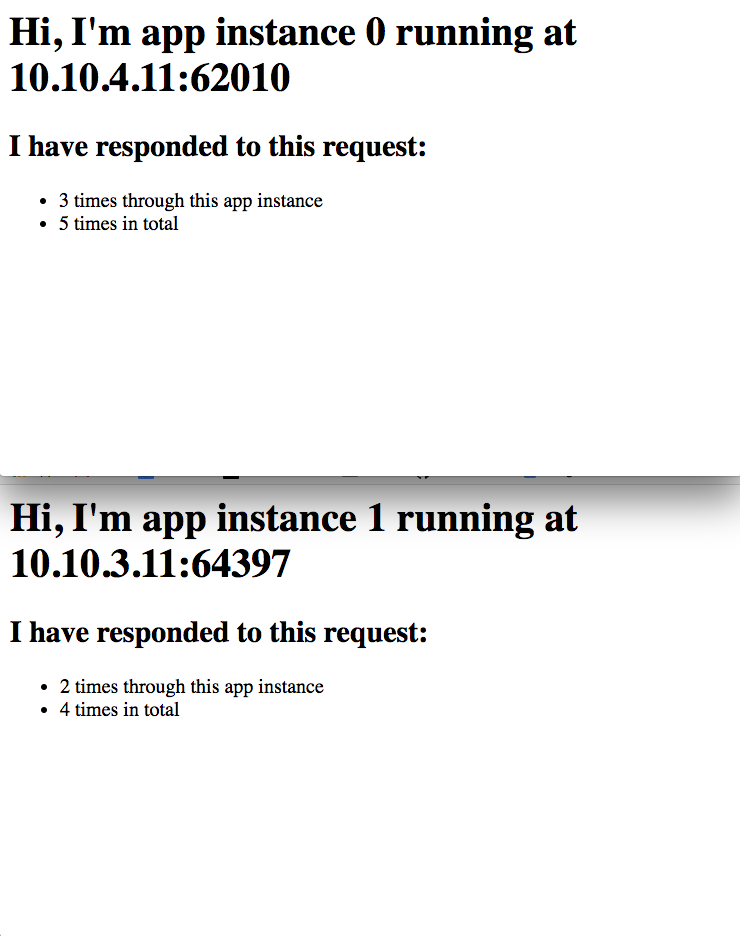 Hi, I'm app instance 0 running at
10.10.4.11:62010
I have responded to this request:
• 3 times through this app instance
• 5 times in total
Hi, I'm app instance 1 running at
10.10.3.11:64397
I have responded to this request:
• 2 times through this app instance
• 4 times in total